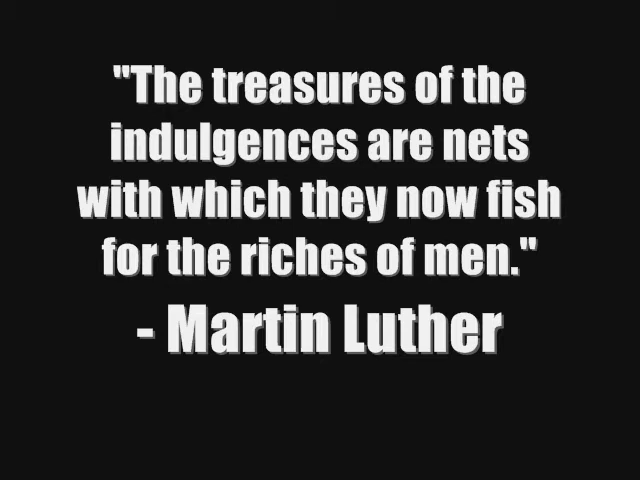 "The treasures of the
indulgences are nets
with which they now fish
for the riches of men."
- Martin Luther